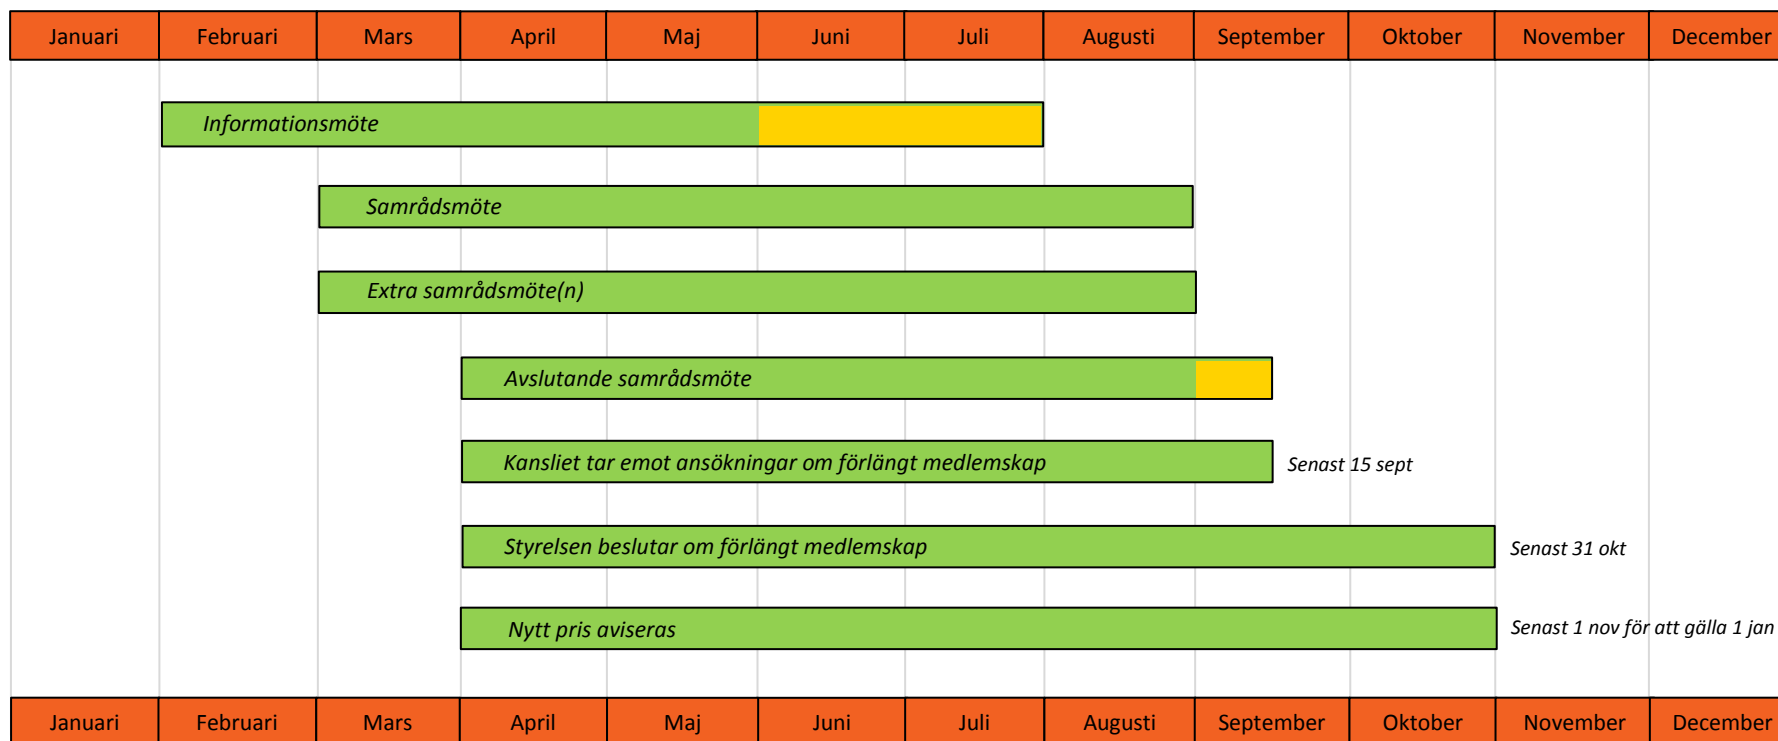 Januari Februari Mars April Maj Juni Juli Augusti September Oktober November December
Informationsmöte
Samrådsmöte
Extra samrådsmöte(n)
Avslutande samrådsmöte
Kansliet tar emot ansökningar om förlängt medlemskap Senast 15 sept
Styrelsen beslutar om förlängt medlemskap Senast 31 okt
Nytt pris aviseras Senast 1 nov för att gälla 1 jan
Januari Februari Mars April Maj Juni Juli Augusti September Oktober November December